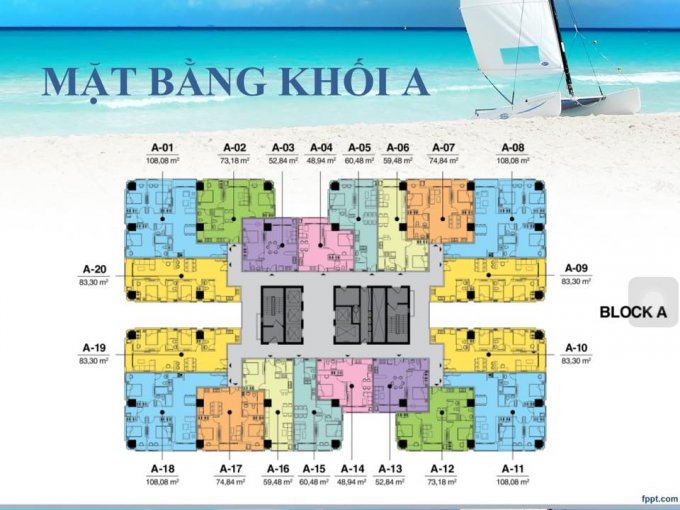 MẶT BẰNG KHỐI A
A-01 A-02 A-03 A-04 A-05 A-06 A-07 A-08
108,08 m² 73,18 m² 52,84 m² 48,94 m² 60,48 m² 59,48 m² 74,84 m² 108,08 m²
A-20 A-09
83,30 m² 83,30 m²
BLOCK A
A-19 A-10
83,30 m² 83,30 m²
A-18 A-17 A-16 A-15 A-14 A-13 A-12 A-11
108,08 m² 74,84 m² 59,48 m² 60,48 m² 48,94 m² 52,84 m² 73,18 m² 108,08 m²
fppt.com